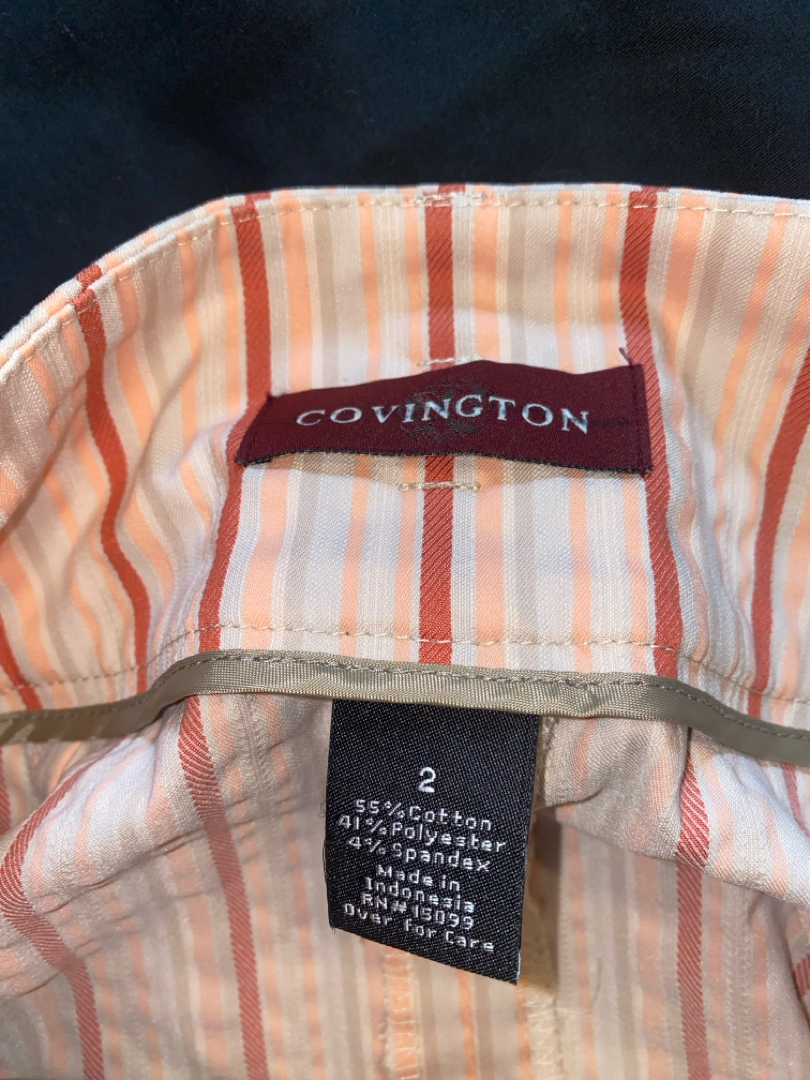 COVINGTON
2
55% Cotton
41% Polyester
4% Spandex
Made in
Indonesia
RN# 15099
Over For Care